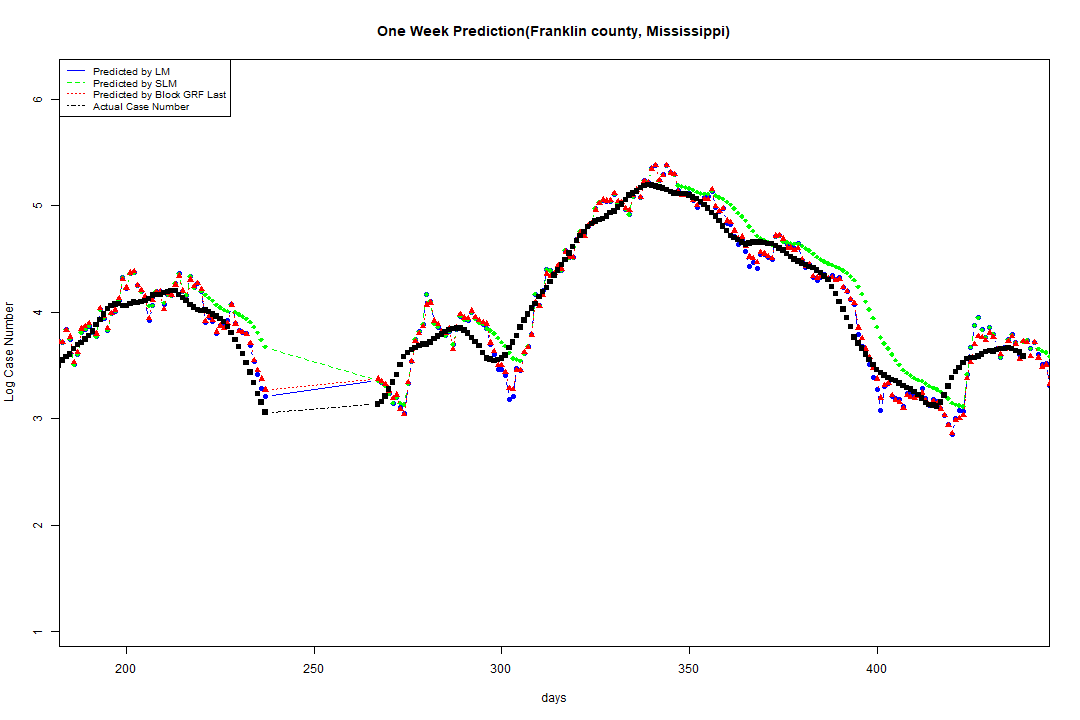 One Week Prediction(Franklin county, Mississippi)
Predicted by LM
Predicted by SLM
Predicted by Block GRF Last
Actual Case Number
6
5
4
3
2
1
Log Case Number
200
250
300
350
400
days